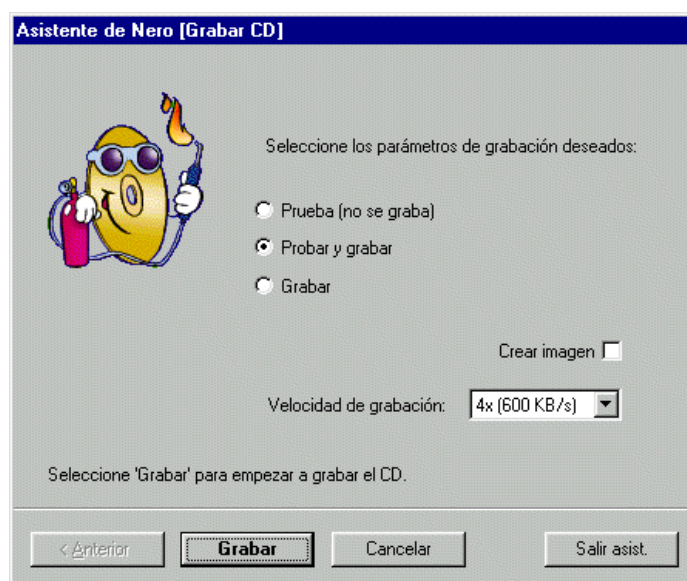 Asistente de Nero [Grabar CD]
Seleccione los parámetros de grabación deseados:
Prueba (no se graba)
Probar y grabar
Grabar
Crear imagen
Velocidad de grabación: 4x (600 KB/s)
Seleccione 'Grabar' para empezar a grabar el CD.
< Anterior Grabar Cancelar Salir asist.